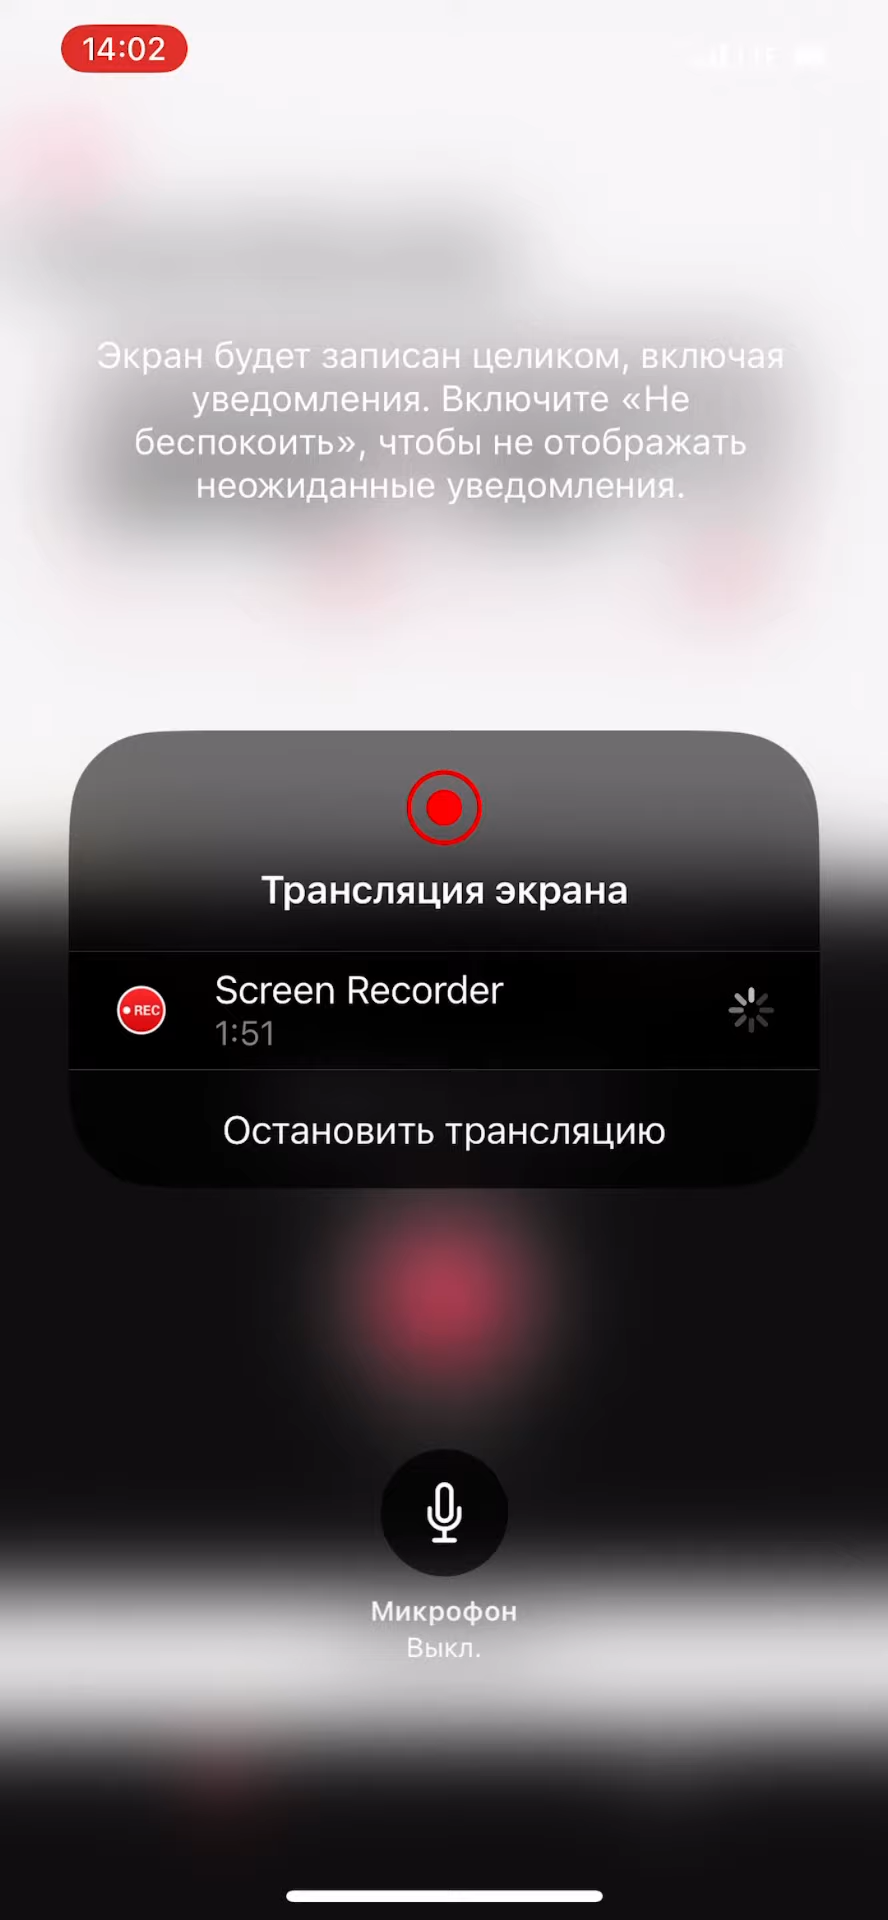 14:02
Экран будет записан целиком, включая
уведомления. Включите «Не
беспокоить», чтобы не отображать
неожиданные уведомления.
Трансляция экрана
REC
Screen Recorder
1:51
Остановить трансляцию
Микрофон
Выкл.